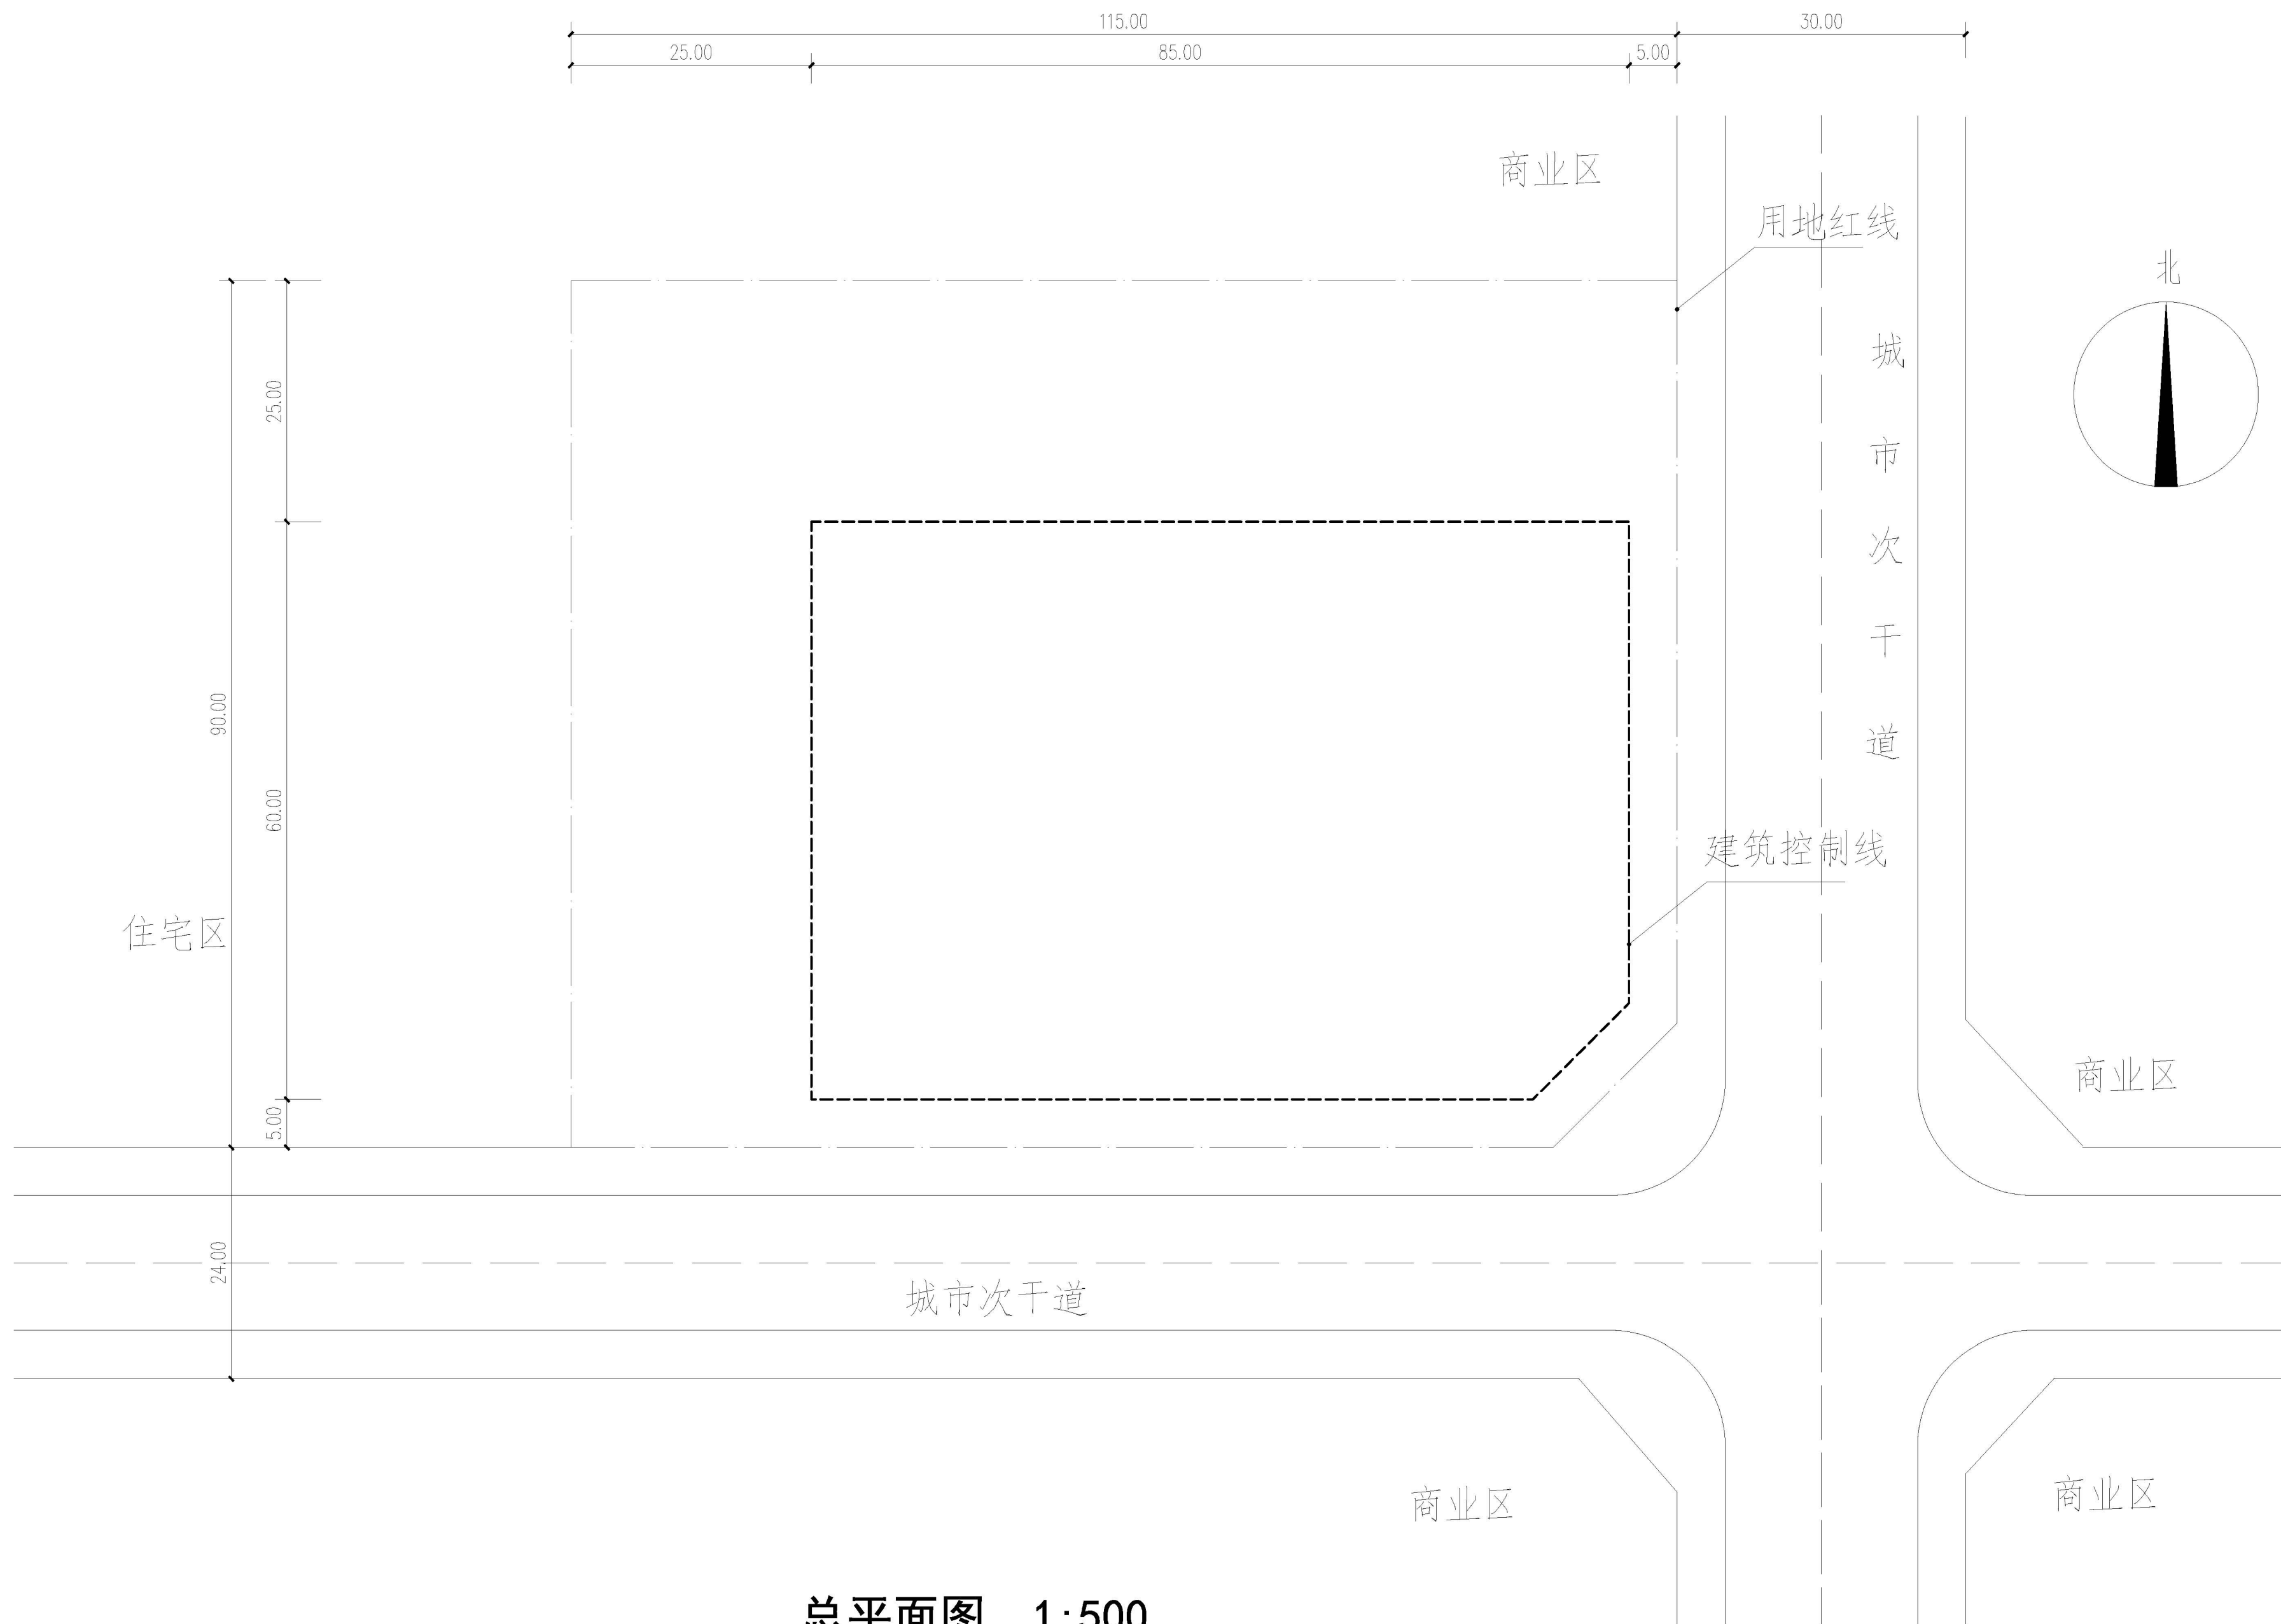 115.00
30.00
25.00
85.00
5.00
商业区
用地红线
北
城市次干道
25.00
90.00
60.00
建筑控制线
住宅区
商业区
5.00
24.00
城市次干道
商业区
商业区
总平面图 1:500